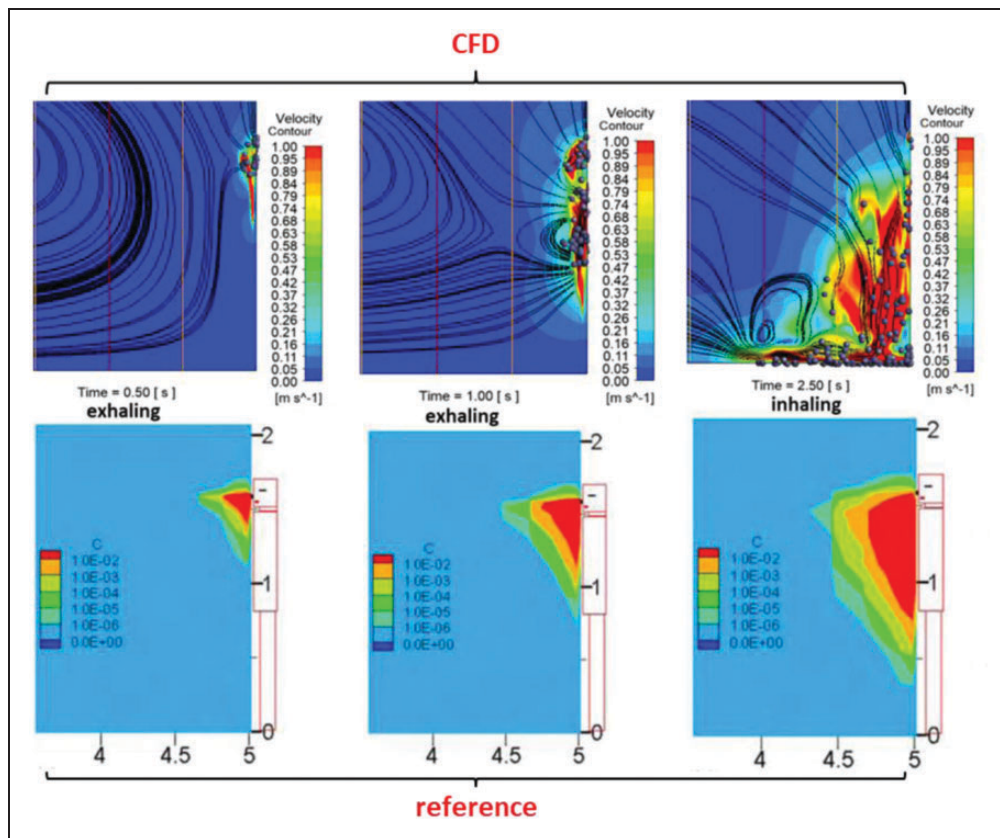 CFD
Velocity
Contour
1.00
0.95
0.89
0.84
0.79
0.74
0.68
0.63
0.58
0.53
0.47
0.42
0.37
0.32
0.26
0.21
0.16
0.11
0.05
0.00
[m s^-1]
Time = 0.50 [ s ]
exhaling
Velocity
Contour
1.00
0.95
0.89
0.84
0.79
0.74
0.68
0.63
0.58
0.53
0.47
0.42
0.37
0.32
0.26
0.21
0.16
0.11
0.05
0.00
[m s^-1]
Time = 1.00 [ s ]
exhaling
Velocity
Contour
1.00
0.95
0.89
0.84
0.79
0.74
0.68
0.63
0.58
0.53
0.47
0.42
0.37
0.32
0.26
0.21
0.16
0.11
0.05
0.00
[m s^-1]
Time = 2.50 [ s ]
inhaling
C
1.0E-02
1.0E-03
1.0E-04
1.0E-05
1.0E-06
0.0E+00
2
1
0
4 4.5 5
C
1.0E-02
1.0E-03
1.0E-04
1.0E-05
1.0E-06
0.0E+00
2
1
0
4 4.5 5
C
1.0E-02
1.0E-03
1.0E-04
1.0E-05
1.0E-06
0.0E+00
2
1
0
4 4.5 5
reference